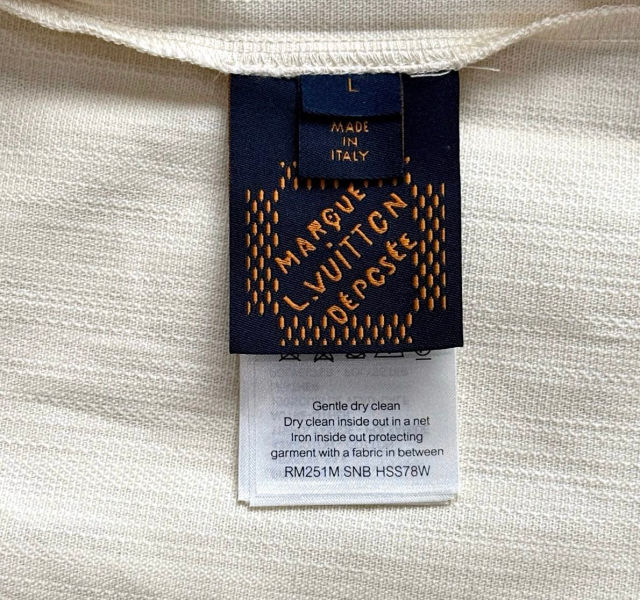 L
MADE
IN
ITALY
MARQUE
L.VUITTON
DÉPOSÉE
Gentle dry clean
Dry clean inside out in a net
Iron inside out protecting
garment with a fabric in between
RM251M SNB HSS78W